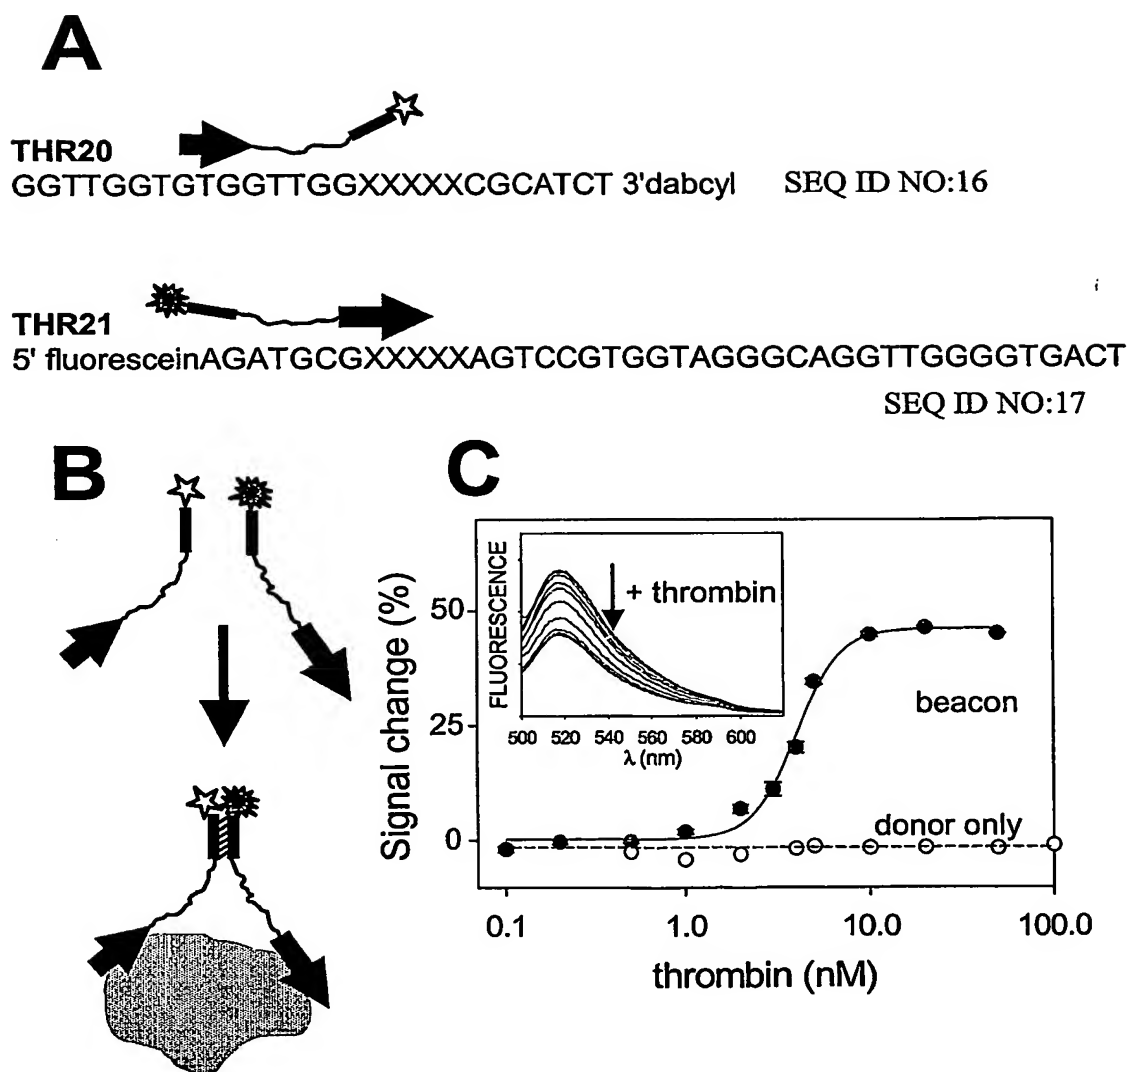 A
THR20
GGTTGGTGTGGTTGGXXXXXCGCATCT 3'dabcyl SEQ ID NO:16
THR21
5' fluoresceinAGATGCGXXXXXAGTCCGTGGTAGGGCAGGTTGGGGTGACT
SEQ ID NO:17
B
C
Signal change (%)
50
25
0
FLUORESCENCE
+ thrombin
500 520 540 560 580 600
λ (nm)
beacon
donor only
0.1 1.0 10.0 100.0
thrombin (nM)